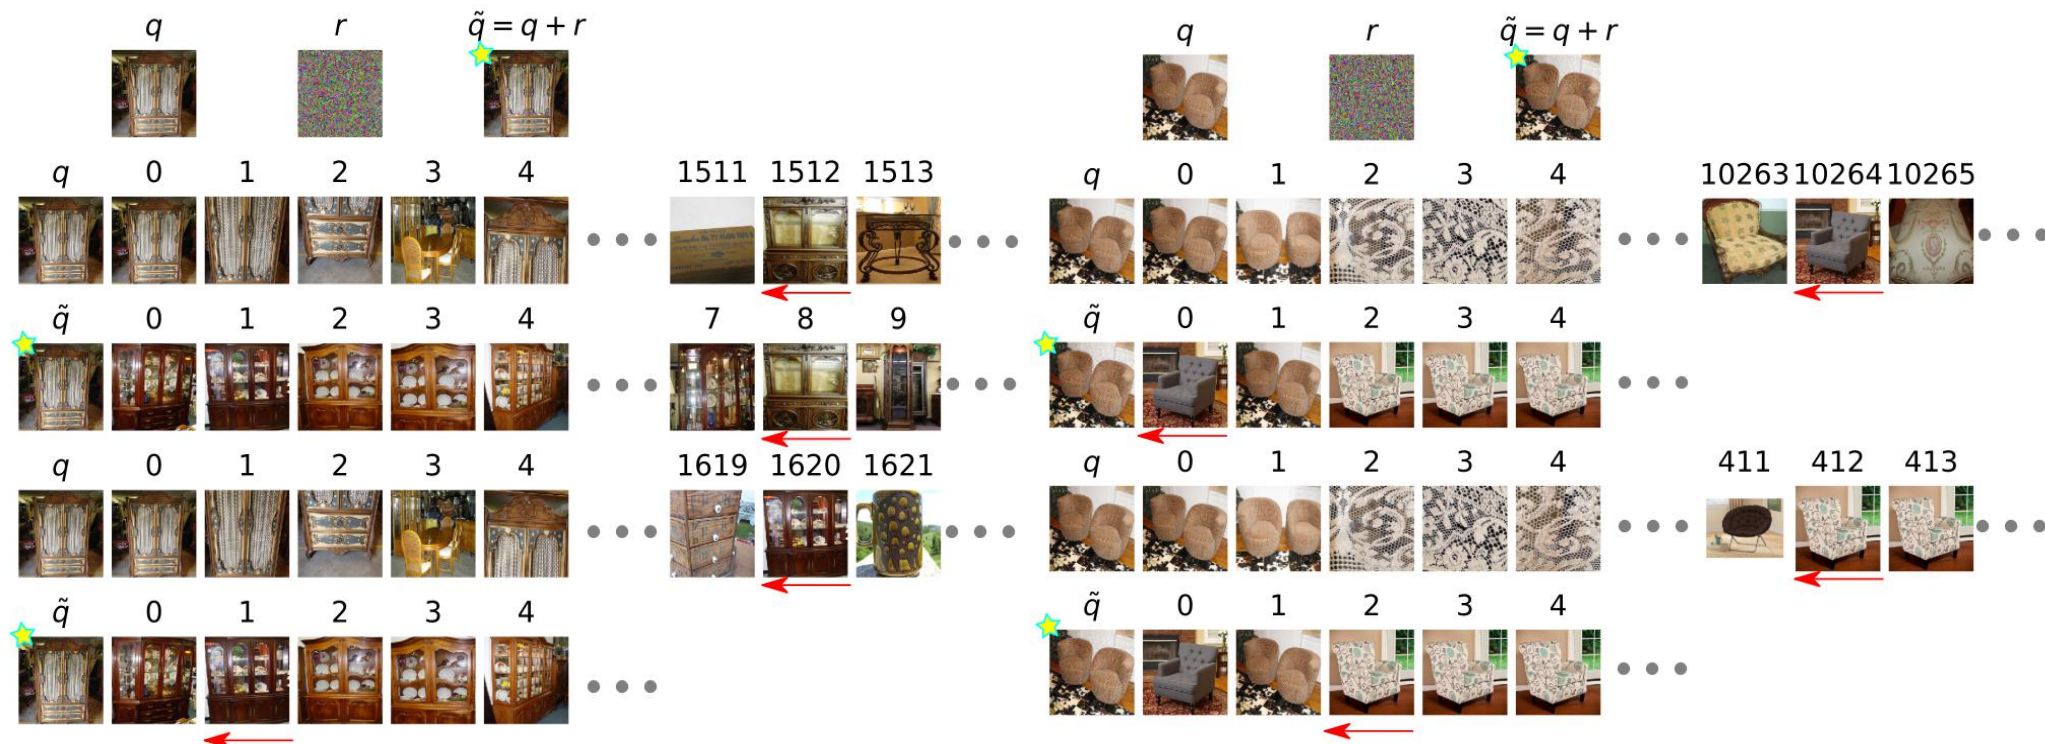 q r q̃ = q + r
q 0 1 2 3 4 1511 1512 1513
q̃ 0 1 2 3 4 7 8 9
q 0 1 2 3 4 1619 1620 1621
q̃ 0 1 2 3 4
q r q̃ = q + r
q 0 1 2 3 4 10263 10264 10265
q̃ 0 1 2 3 4
q 0 1 2 3 4 411 412 413
q̃ 0 1 2 3 4